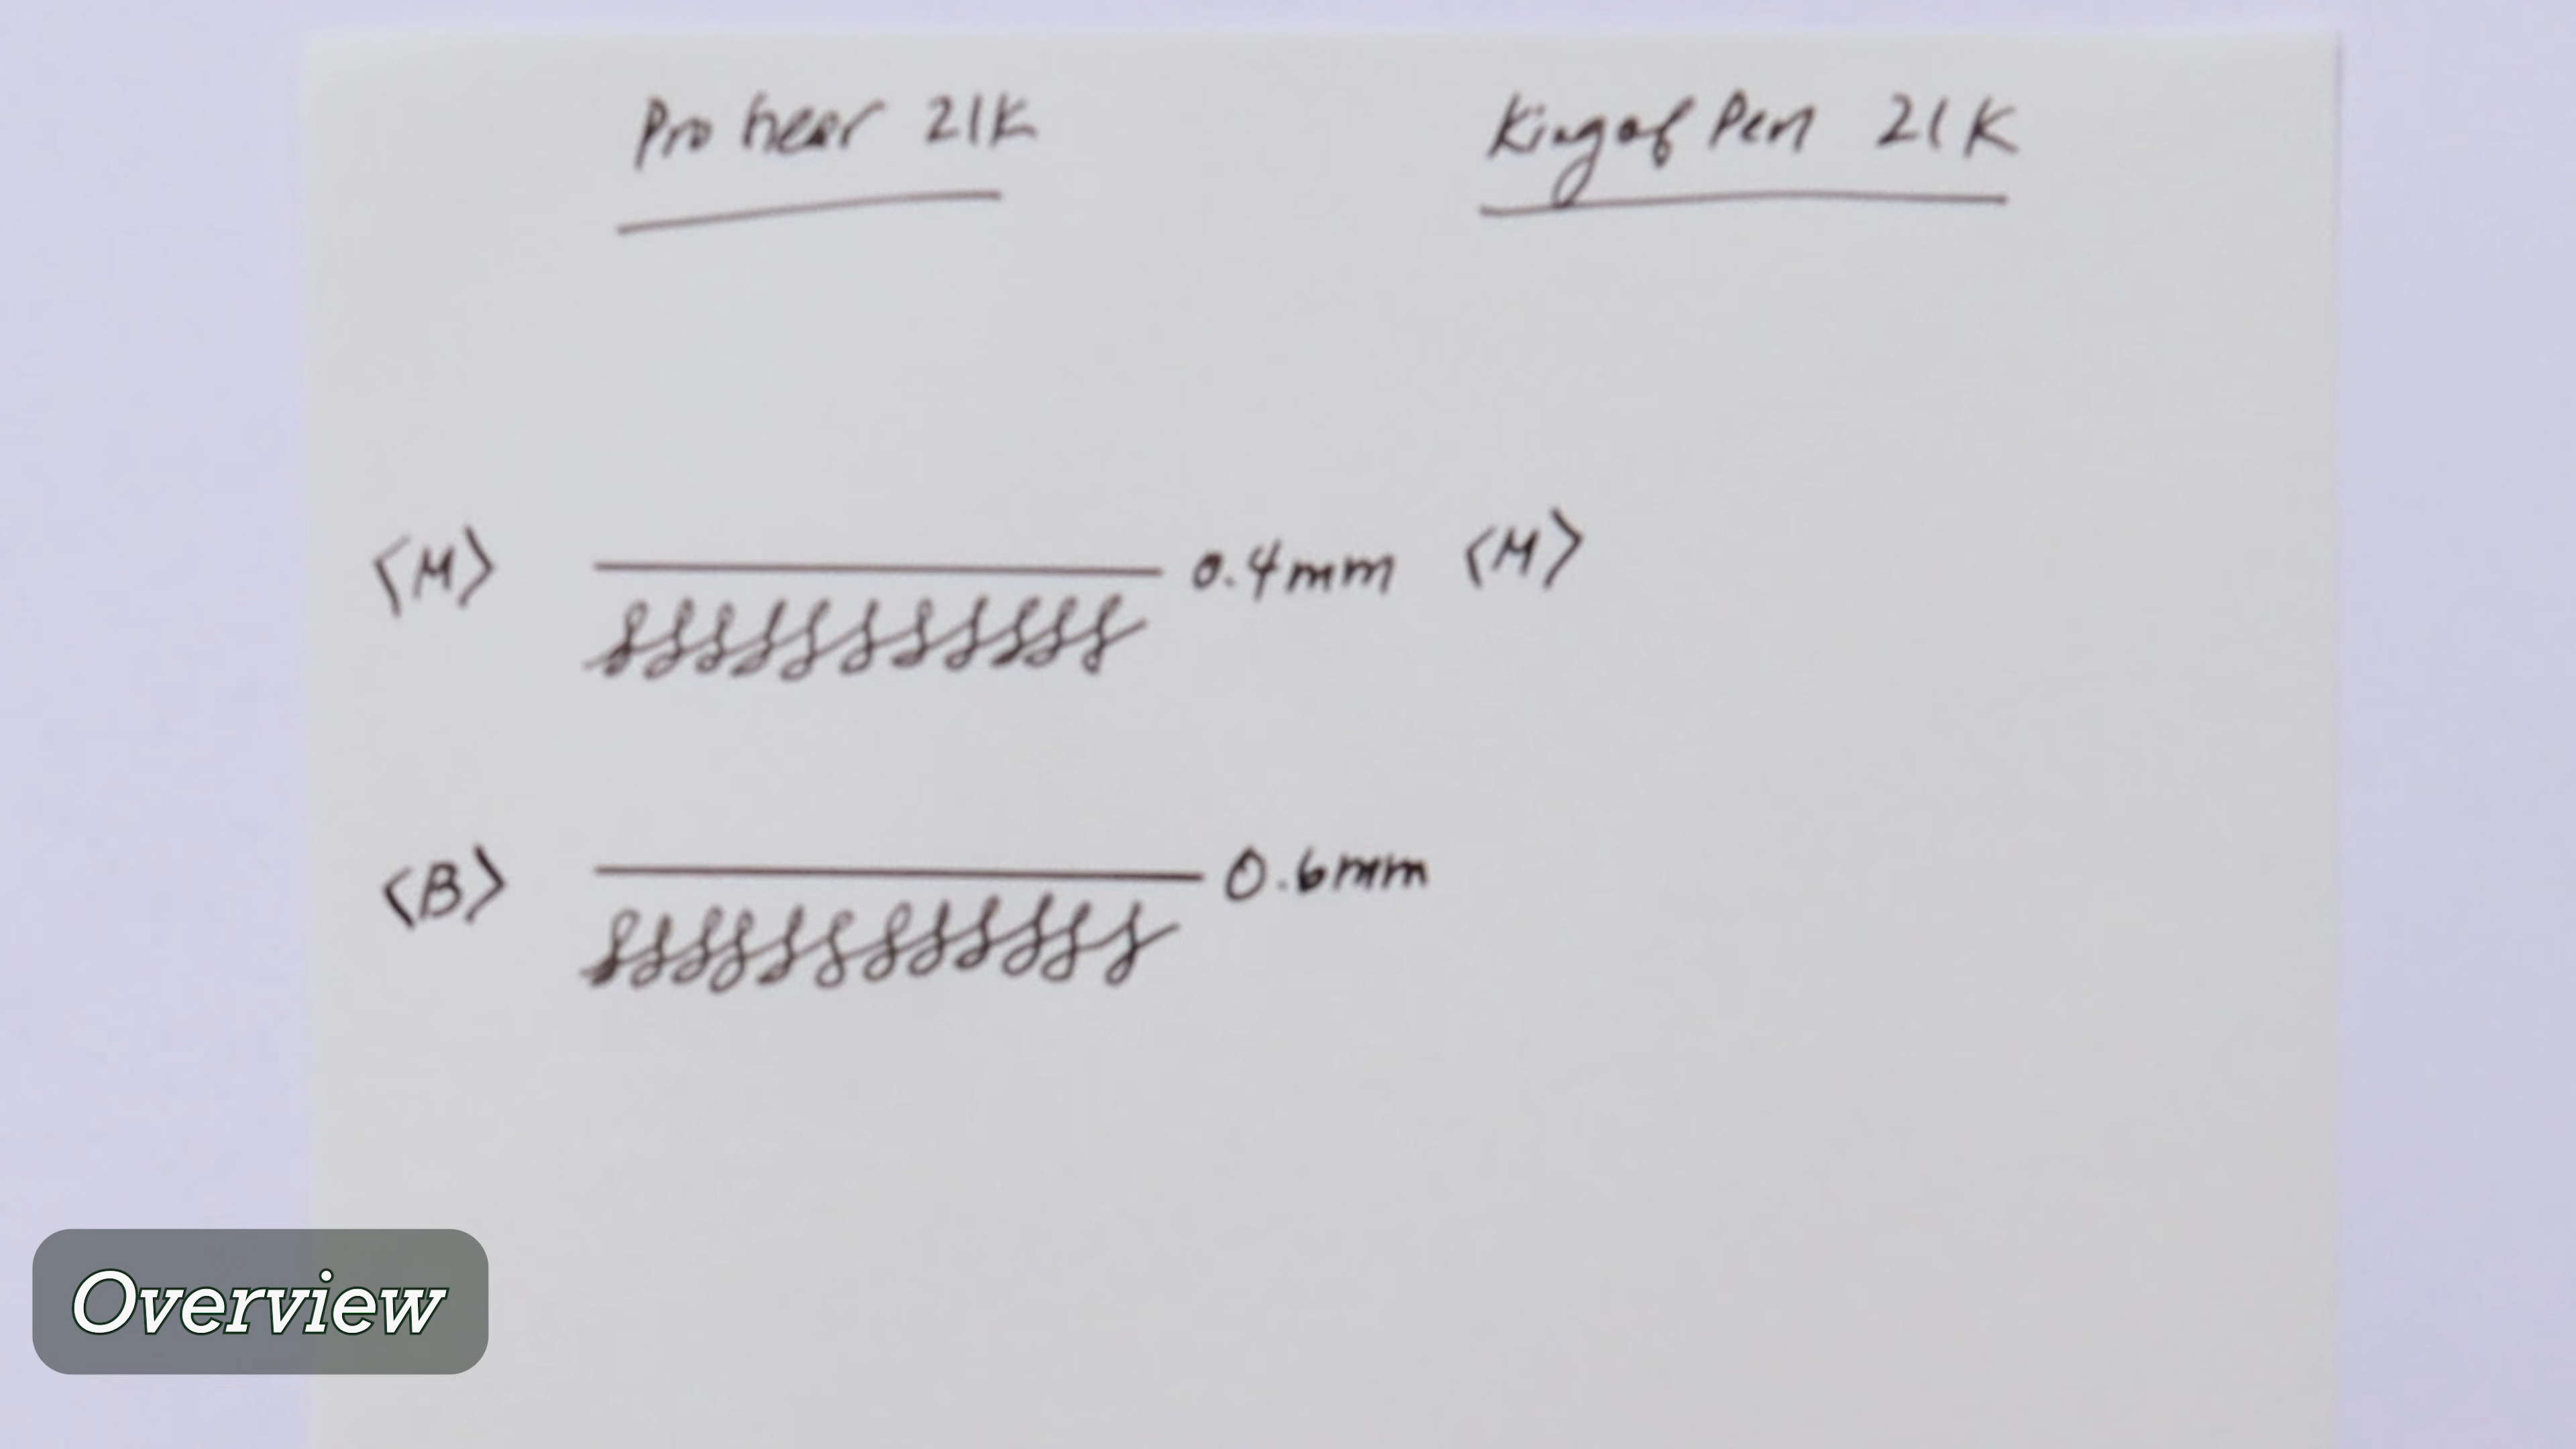 Pro Gear 21K
King of Pen 21K
<M>
0.4mm
<M>
<B>
0.6mm
Overview